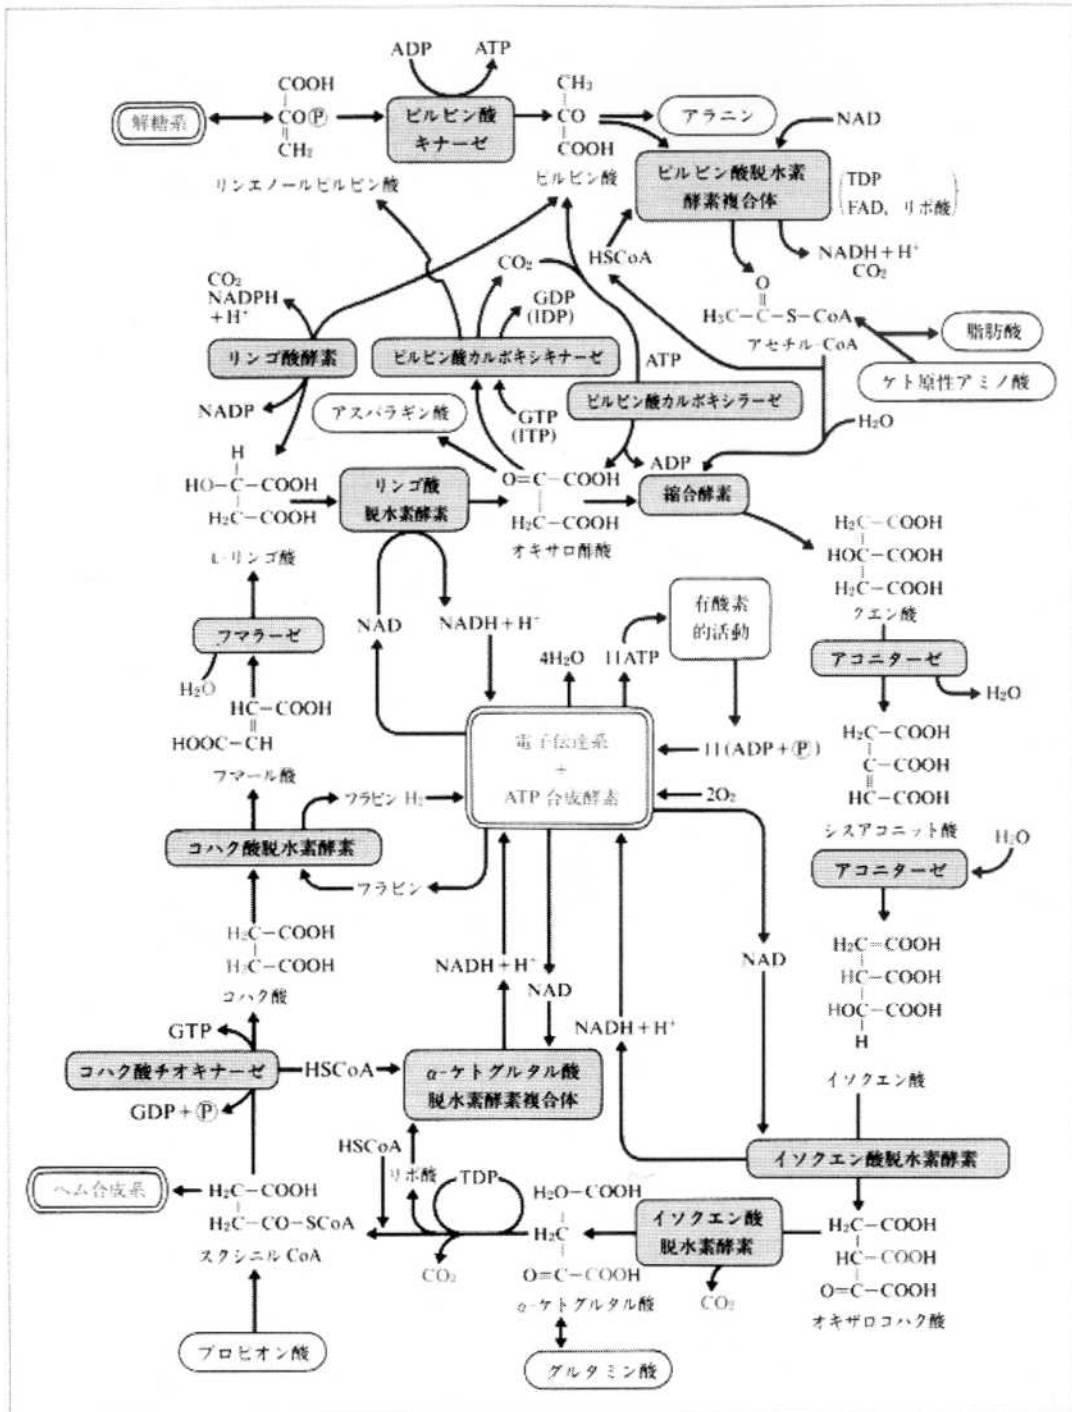 ADP
ATP
COOH
COⓅ
CH₂
CH₃
CO
COOH
解糖系
ピルビン酸
キナーゼ
アラニン
NAD
リンエノールピルビン酸
ピルビン酸
ピルビン酸脱水素
酵素複合体
TDP
FAD, リポ酸
HSCoA
NADH+H⁺
CO₂
CO₂
NADPH
+H⁺
CO₂
GDP
(IDP)
O
H₃C−C−S−CoA
アセチル-CoA
脂肪酸
ケト原性アミノ酸
リンゴ酸酵素
ピルビン酸カルボキシキナーゼ
ATP
ピルビン酸カルボキシラーゼ
NADP
アスパラギン酸
GTP
(ITP)
H₂O
ADP
H
HO−C−COOH
H₂C−COOH
L-リンゴ酸
リンゴ酸
脱水素酵素
O=C−COOH
H₂C−COOH
オキサロ酢酸
縮合酵素
H₂C−COOH
HOC−COOH
H₂C−COOH
クエン酸
有酸素
的活動
NAD
NADH+H⁺
4H₂O
11ATP
フマラーゼ
H₂O
アコニターゼ
H₂O
HC−COOH
HOOC−CH
フマール酸
電子伝達系
+
ATP 合成酵素
11(ADP+Ⓟ)
2O₂
H₂C−COOH
C−COOH
HC−COOH
シスアコニット酸
フラビン H₂
コハク酸脱水素酵素
フラビン
H₂O
アコニターゼ
H₂C−COOH
H₂C−COOH
コハク酸
NADH+H⁺
NAD
NAD
NADH+H⁺
H₂C=COOH
HC−COOH
HOC−COOH
H
イソクエン酸
GTP
コハク酸チオキナーゼ
HSCoA
GDP+Ⓟ
α-ケトグルタル酸
脱水素酵素複合体
イソクエン酸脱水素酵素
HSCoA
リポ酸
TDP
ヘム合成系
H₂C−COOH
H₂C−CO−SCoA
スクシニル CoA
CO₂
H₂O−COOH
H₂C
O=C−COOH
α-ケトグルタル酸
イソクエン酸
脱水素酵素
CO₂
H₂C−COOH
HC−COOH
O=C−COOH
オキザロコハク酸
プロピオン酸
グルタミン酸